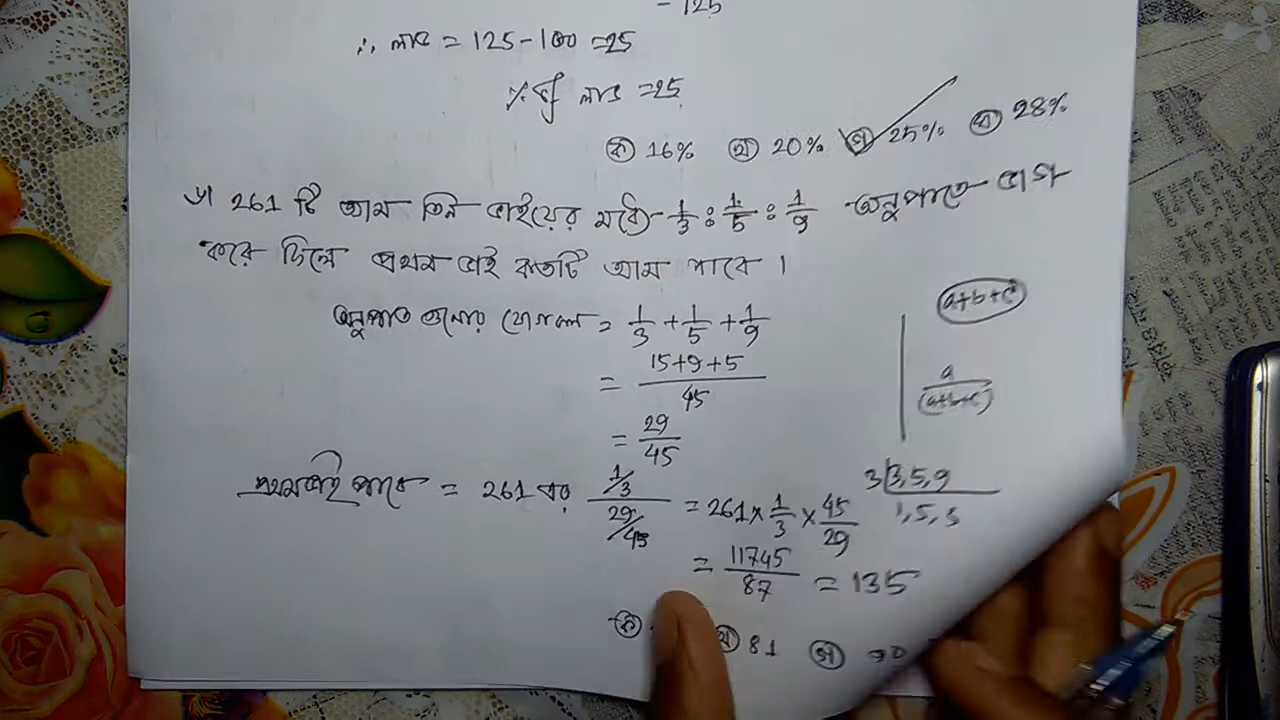 = 125
∴ লাভ = 125 - 100 = 25
%র্ লাভ = 25
ⓚ 16% ⓚ 20% ⓖ 25% ⓖ 28%
৬। 261 টি আম তিন ভাইয়ের মধ্যে 1/3 : 1/5 : 1/9 অনুপাতে ভাগ
করে দিলে প্রথম ভাই কতটি আম পাবে।
অনুপাত গুলোর যোগফল = 1/3 + 1/5 + 1/9
a+b+c
= (15+9+5)/45
a/(a+b+c)
= 29/45
প্রথম ভাই পাবে = 261 এর (1/3)/(29/45) = 261 × 1/3 × 45/29
3 | 3, 5, 9
1, 5, 3
= 11745/87 = 135
(ক) (খ) 81 (গ) 90